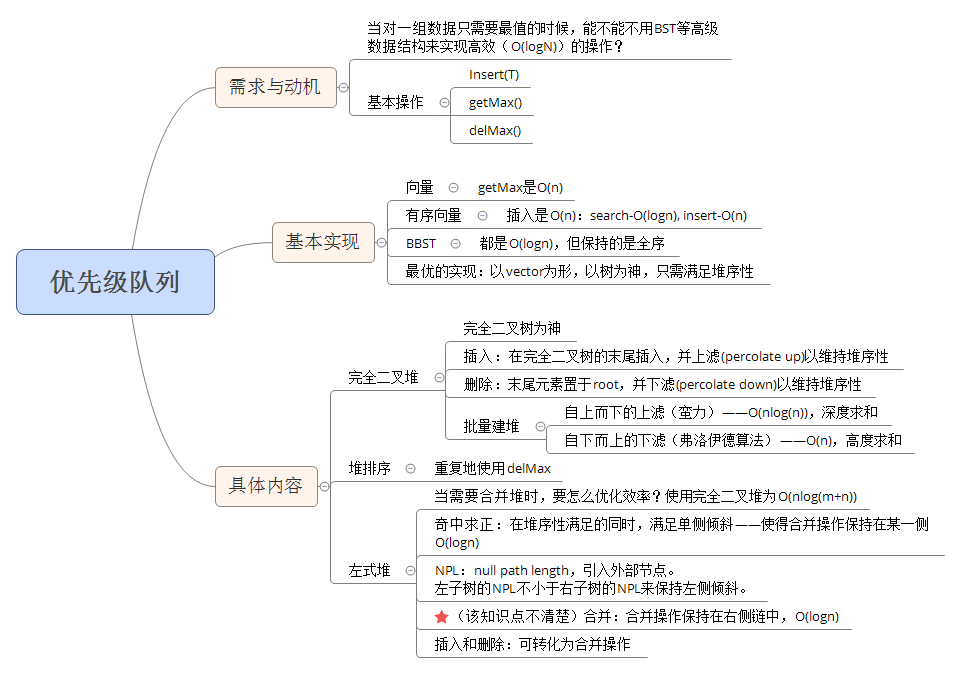 优先级队列
需求与动机
当对一组数据只需要最值的时候，能不能不用BST等高级
数据结构来实现高效（O(logN)）的操作？
基本操作
Insert(T)
getMax()
delMax()
基本实现
向量
getMax是O(n)
有序向量
插入是O(n)：search-O(logn), insert-O(n)
BBST
都是O(logn)，但保持的是全序
最优的实现：以vector为形，以树为神，只需满足堆序性
具体内容
完全二叉堆
完全二叉树为神
插入：在完全二叉树的末尾插入，并上滤(percolate up)以维持堆序性
删除：末尾元素置于root，并下滤(percolate down)以维持堆序性
批量建堆
自上而下的上滤（蛮力）——O(nlog(n))，深度求和
自下而上的下滤（弗洛伊德算法）——O(n)，高度求和
堆排序
重复地使用delMax
左式堆
当需要合并堆时，要怎么优化效率？使用完全二叉堆为O(nlog(m+n))
奇中求正：在堆序性满足的同时，满足单侧倾斜——使得合并操作保持在某一侧
O(logn)
NPL：null path length，引入外部节点。
左子树的NPL不小于右子树的NPL来保持左侧倾斜。
（该知识点不清楚）合并：合并操作保持在右侧链中，O(logn)
插入和删除：可转化为合并操作